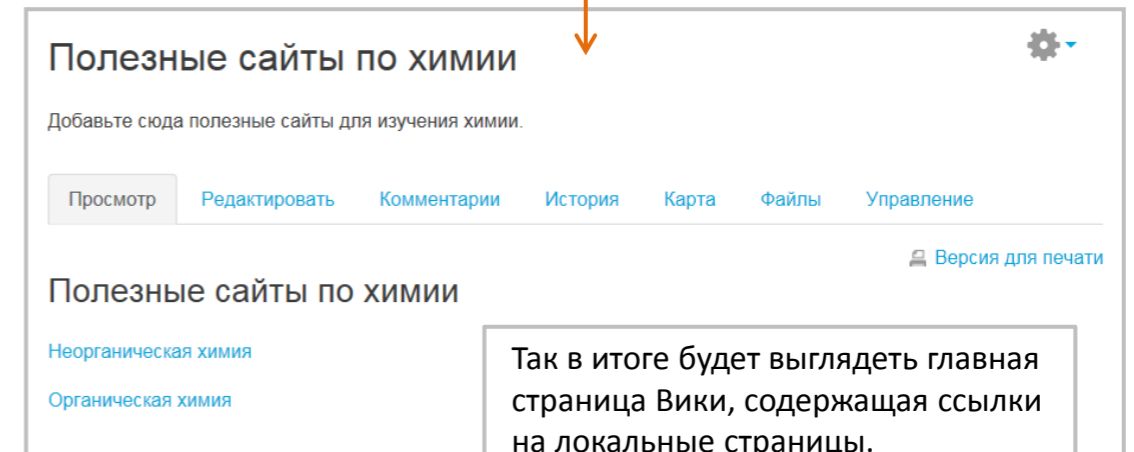 Полезные сайты по химии
Добавьте сюда полезные сайты для изучения химии.
Просмотр Редактировать Комментарии История Карта Файлы Управление
Версия для печати
Полезные сайты по химии
Неорганическая химия
Органическая химия
Так в итоге будет выглядеть главная
страница Вики, содержащая ссылки
на локальные страницы.